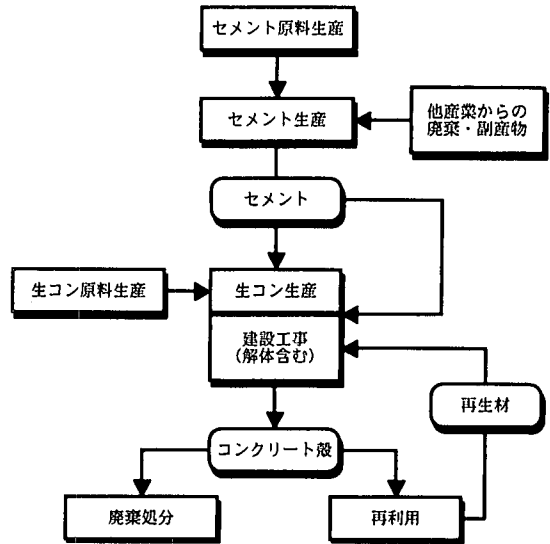 セメント原料生産
セメント生産
他産業からの
廃棄・副産物
セメント
生コン原料生産
生コン生産
建設工事
(解体含む)
再生材
コンクリート殻
廃棄処分
再利用